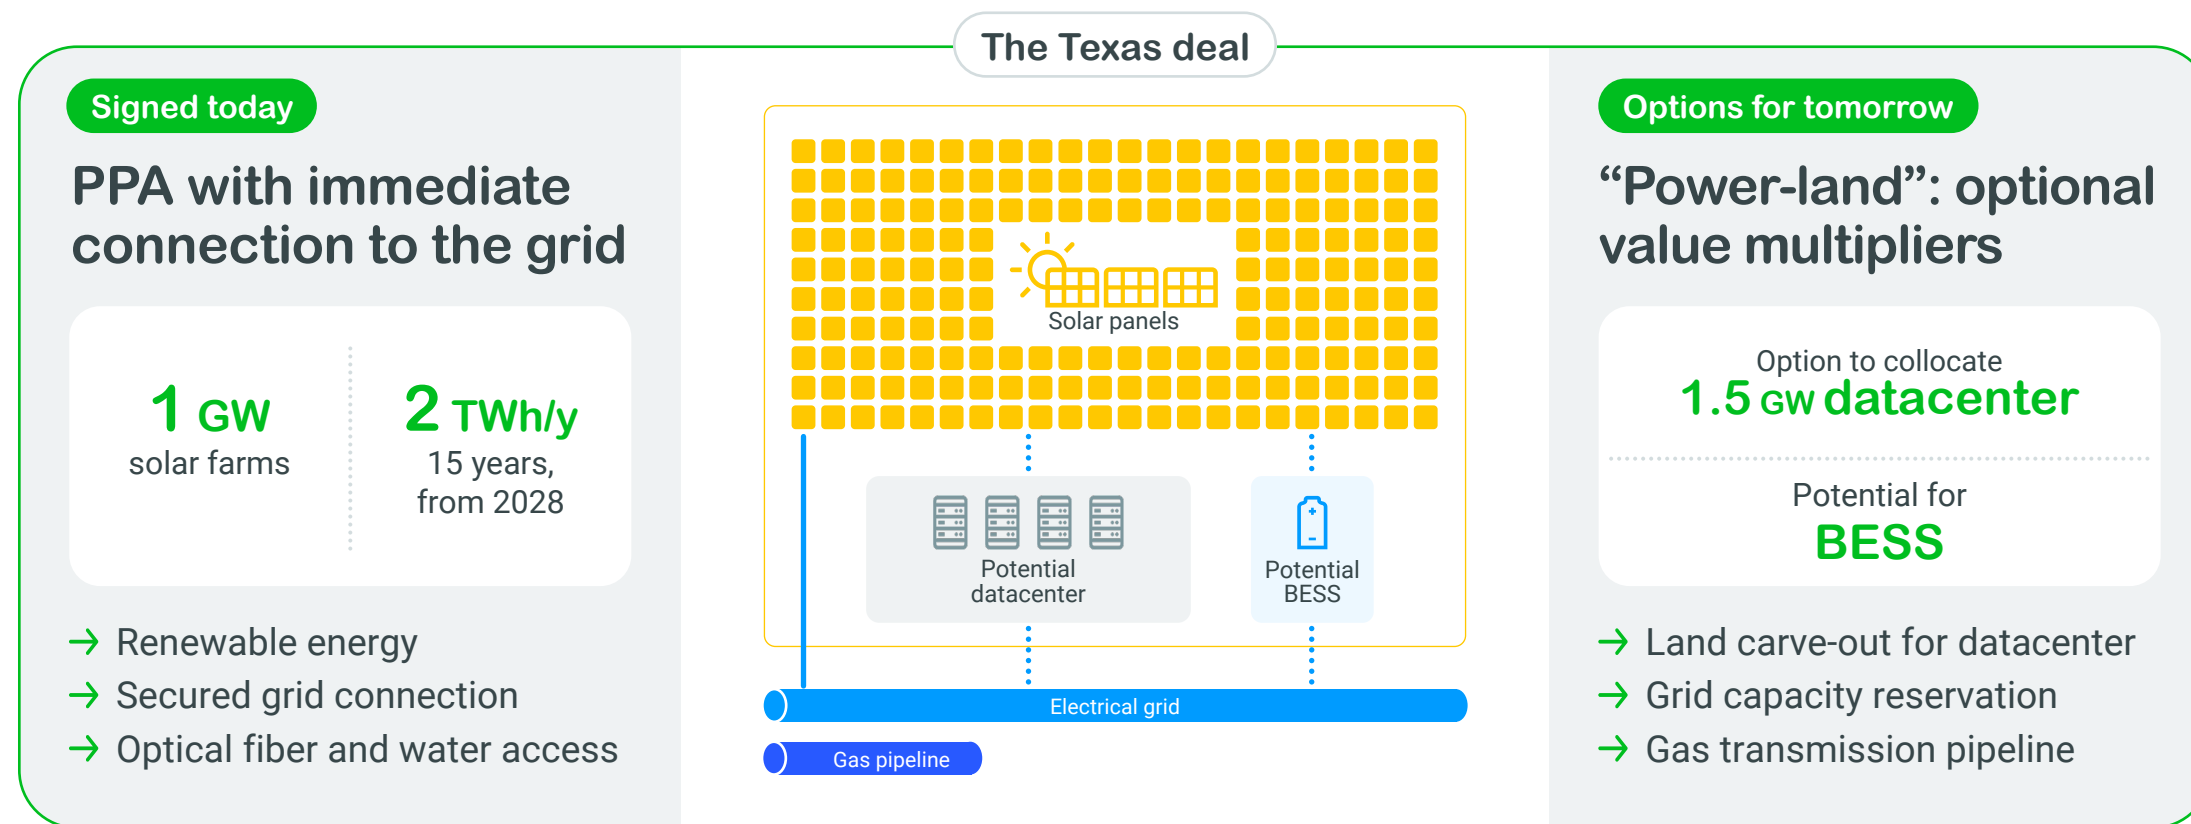 The Texas deal
Signed today
PPA with immediate
connection to the grid
1 GW
solar farms
2 TWh/y
15 years,
from 2028
→ Renewable energy
→ Secured grid connection
→ Optical fiber and water access
Solar panels
Potential
datacenter
Potential
BESS
Electrical grid
Gas pipeline
Options for tomorrow
“Power-land”: optional
value multipliers
Option to collocate
1.5 GW datacenter
Potential for
BESS
→ Land carve-out for datacenter
→ Grid capacity reservation
→ Gas transmission pipeline